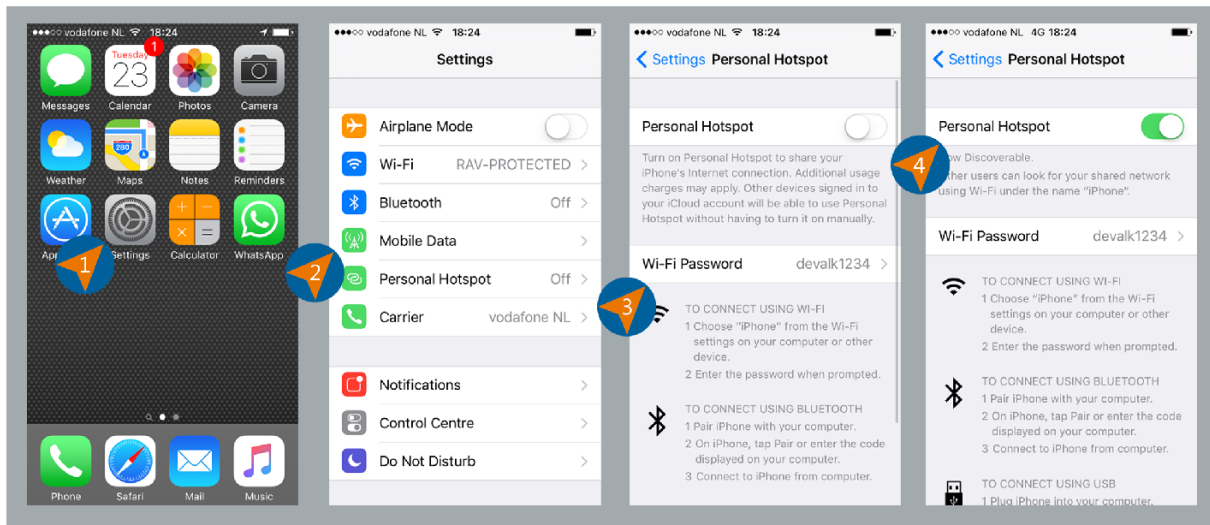 ●●●○○ vodafone NL 18:24
Tuesday
23
1
Messages Calendar Photos Camera
280
Weather Maps Notes Reminders
Settings Calculator WhatsApp
1
Phone Safari Mail Music
●●●○○ vodafone NL 18:24
Settings
Airplane Mode
Wi-Fi RAV-PROTECTED >
Bluetooth Off >
Mobile Data >
2
Personal Hotspot Off >
Carrier vodafone NL >
Notifications >
Control Centre >
Do Not Disturb >
●●●○○ vodafone NL 18:24
< Settings Personal Hotspot
Personal Hotspot
Turn on Personal Hotspot to share your
iPhone's Internet connection. Additional usage
charges may apply. Other devices signed in to
your iCloud account will be able to use Personal
Hotspot without having to turn it on manually.
Wi-Fi Password devalk1234 >
3
TO CONNECT USING WI-FI
1 Choose "iPhone" from the Wi-Fi
settings on your computer or other
device.
2 Enter the password when prompted.
TO CONNECT USING BLUETOOTH
1 Pair iPhone with your computer.
2 On iPhone, tap Pair or enter the code
displayed on your computer.
3 Connect to iPhone from computer.
●●●○○ vodafone NL 4G 18:24
< Settings Personal Hotspot
Personal Hotspot
4
Discoverable.
users can look for your shared network
using Wi-Fi under the name "iPhone".
Wi-Fi Password devalk1234 >
TO CONNECT USING WI-FI
1 Choose "iPhone" from the Wi-Fi
settings on your computer or other
device.
2 Enter the password when prompted.
TO CONNECT USING BLUETOOTH
1 Pair iPhone with your computer.
2 On iPhone, tap Pair or enter the code
displayed on your computer.
3 Connect to iPhone from computer.
TO CONNECT USING USB
1 Plug iPhone into your computer.